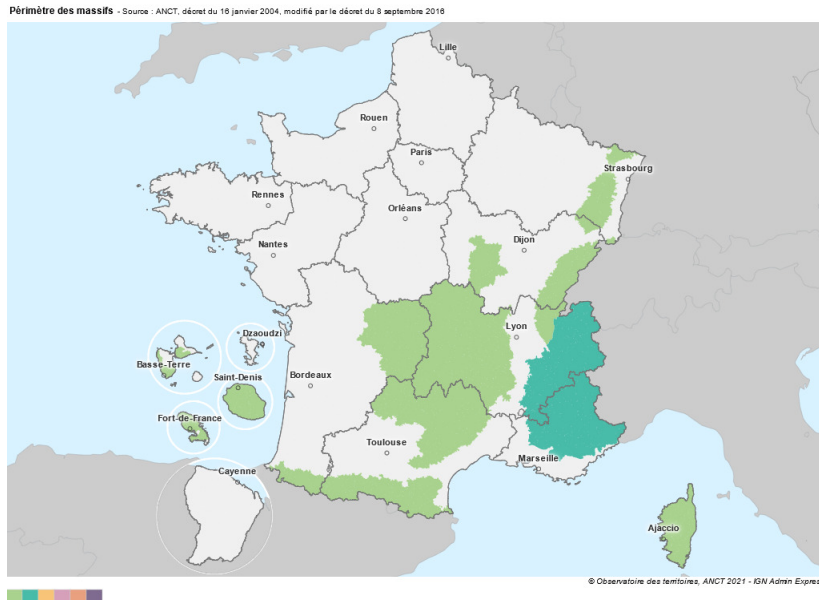 Périmètre des massifs - Source : ANCT, décret du 16 janvier 2004, modifié par le décret du 8 septembre 2016
Lille
Rouen
Paris
Strasbourg
Rennes
Orléans
Nantes
Dijon
Lyon
Dzaoudzi
Basse-Terre
Saint-Denis
Bordeaux
Fort-de-France
Toulouse
Marseille
Cayenne
Ajaccio
© Observatoire des territoires, ANCT 2021 - IGN Admin Expres